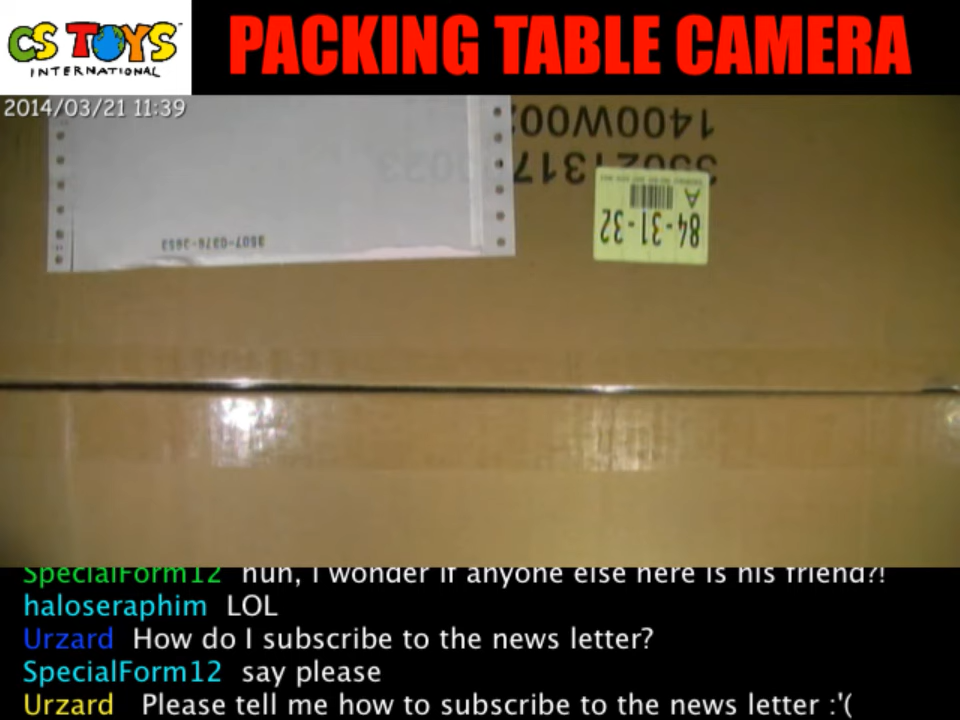 CS TOYS
INTERNATIONAL
PACKING TABLE CAMERA
2014/03/21 11:39
84-31-32
A
SpecialForm12 huh, I wonder if anyone else here is his friend?!
haloseraphim LOL
Urzard How do I subscribe to the news letter?
SpecialForm12 say please
Urzard Please tell me how to subscribe to the news letter :'(